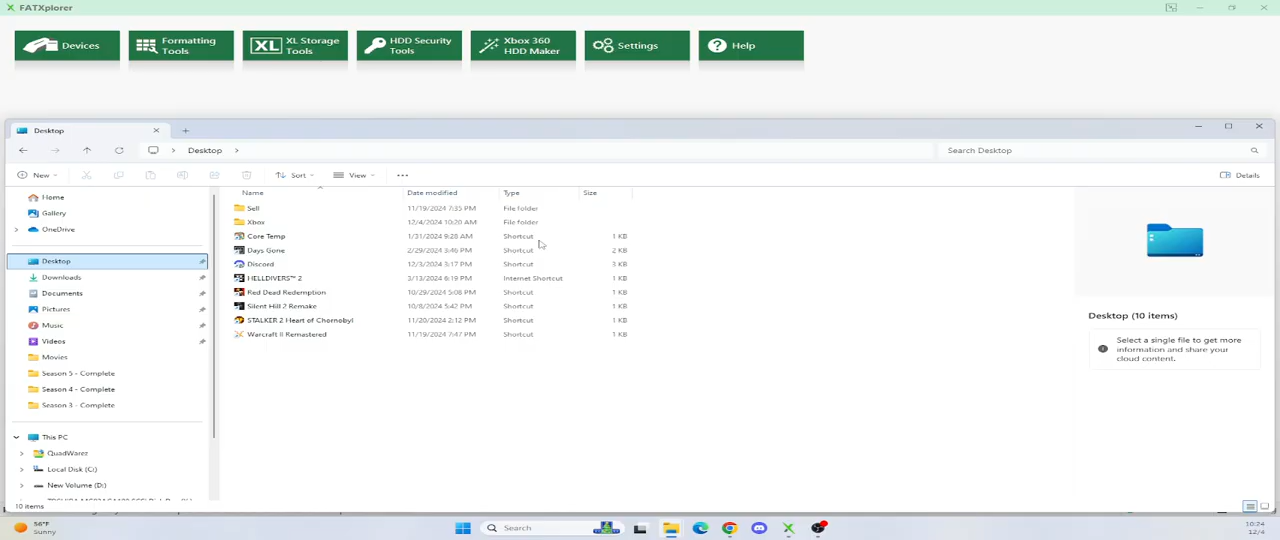 FATXplorer
Devices
Formatting Tools
XL
XL Storage Tools
HDD Security Tools
Xbox 360 HDD Maker
Settings
Help
Desktop
Desktop
Search Desktop
New
Sort
View
Details
Name
Date modified
Type
Size
Home
Gallery
OneDrive
Desktop
Downloads
Documents
Pictures
Music
Videos
Movies
Season 5 - Complete
Season 4 - Complete
Season 3 - Complete
This PC
QuadWarez
Local Disk (C:)
New Volume (D:)
Sell 11/19/2024 7:35 PM File folder
Xbox 12/4/2024 10:20 AM File folder
Core Temp 1/31/2024 9:28 AM Shortcut 1 KB
Days Gone 2/29/2024 3:46 PM Shortcut 2 KB
Discord 12/3/2024 3:17 PM Shortcut 3 KB
HELLDIVERS™ 2 3/13/2024 6:19 PM Internet Shortcut 1 KB
Red Dead Redemption 10/29/2024 5:08 PM Shortcut 1 KB
Silent Hill 2 Remake 10/8/2024 5:42 PM Shortcut 1 KB
STALKER 2 Heart of Chornobyl 11/20/2024 2:12 PM Shortcut 1 KB
Warcraft II Remastered 11/19/2024 7:47 PM Shortcut 1 KB
Desktop (10 items)
Select a single file to get more
information and share your
cloud content.
10 items
56°F
Sunny
Search
10:24
12/4